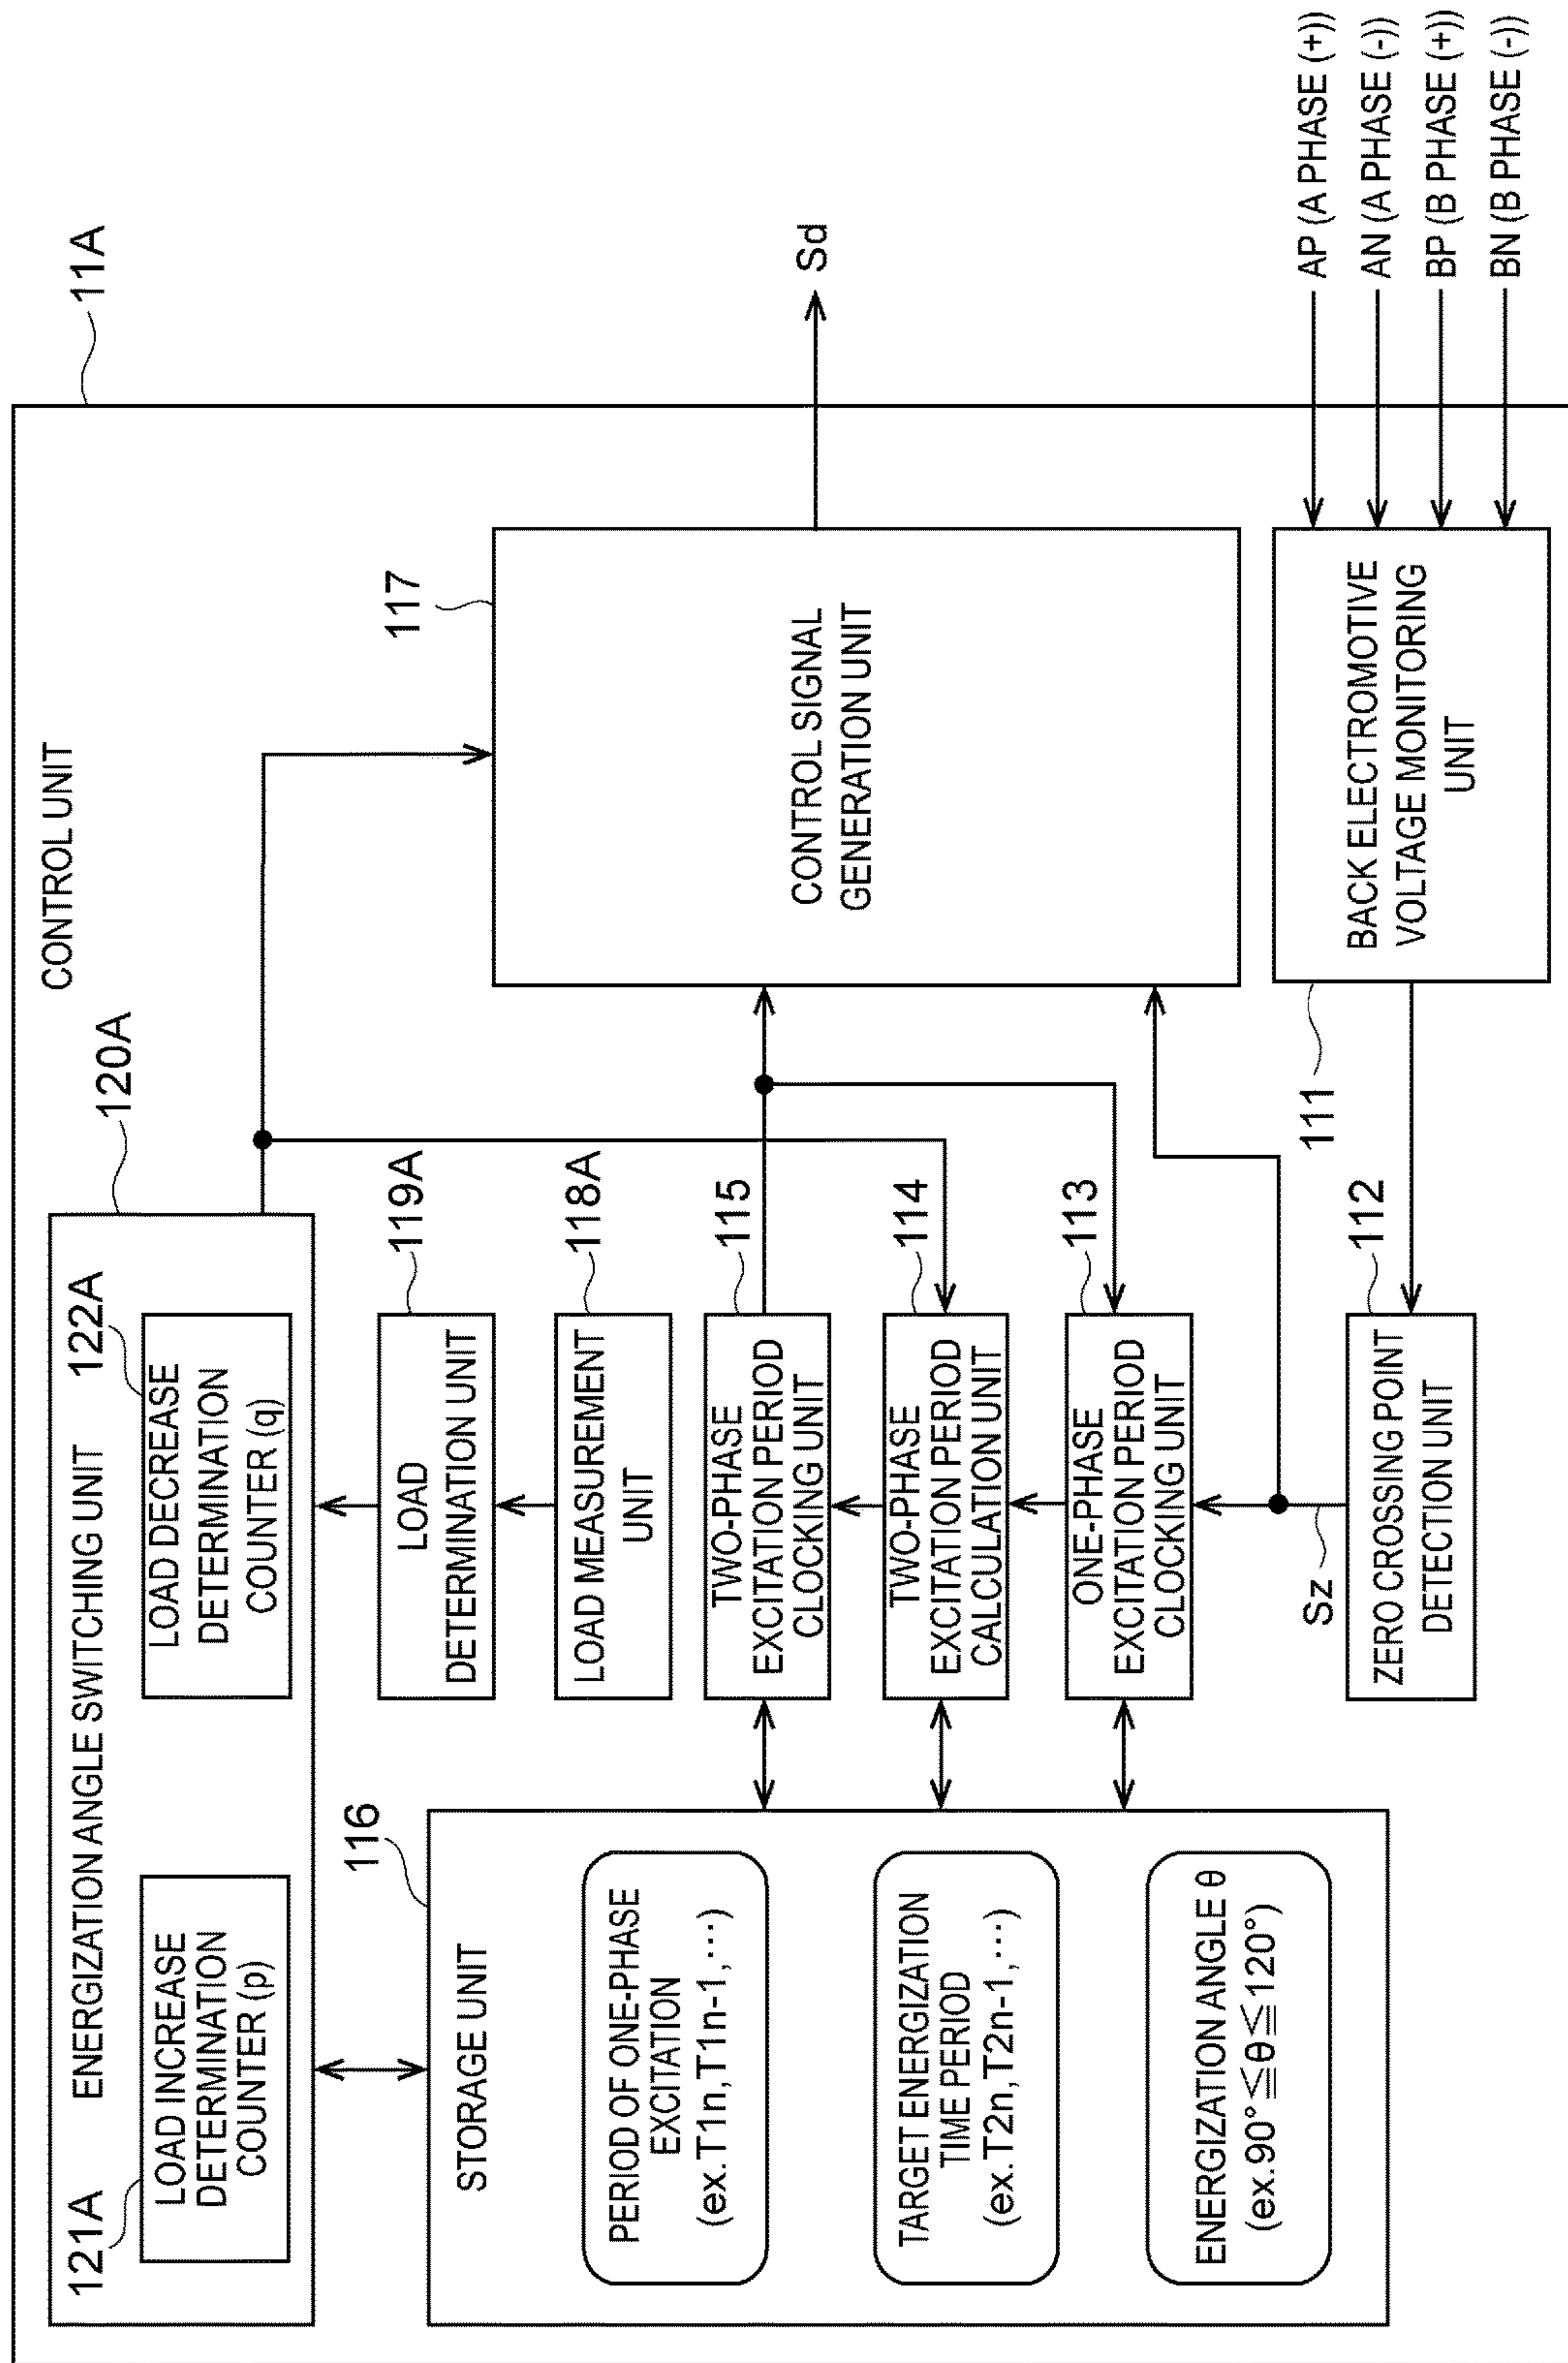 CONTROL UNIT
11A
ENERGIZATION ANGLE SWITCHING UNIT
120A
121A
LOAD INCREASE
DETERMINATION
COUNTER (p)
122A
LOAD DECREASE
DETERMINATION
COUNTER (q)
119A
LOAD
DETERMINATION UNIT
118A
LOAD MEASUREMENT
UNIT
116
STORAGE UNIT
PERIOD OF ONE-PHASE
EXCITATION
(ex.T1n,T1n-1,⋯)
TARGET ENERGIZATION
TIME PERIOD
(ex.T2n,T2n-1,⋯)
ENERGIZATION ANGLE θ
(ex.90°≦θ≦120°)
115
TWO-PHASE
EXCITATION PERIOD
CLOCKING UNIT
114
TWO-PHASE
EXCITATION PERIOD
CALCULATION UNIT
113
ONE-PHASE
EXCITATION PERIOD
CLOCKING UNIT
Sz
112
ZERO CROSSING POINT
DETECTION UNIT
117
CONTROL SIGNAL
GENERATION UNIT
Sd
111
BACK ELECTROMOTIVE
VOLTAGE MONITORING
UNIT
AP (A PHASE (+))
AN (A PHASE (-))
BP (B PHASE (+))
BN (B PHASE (-))